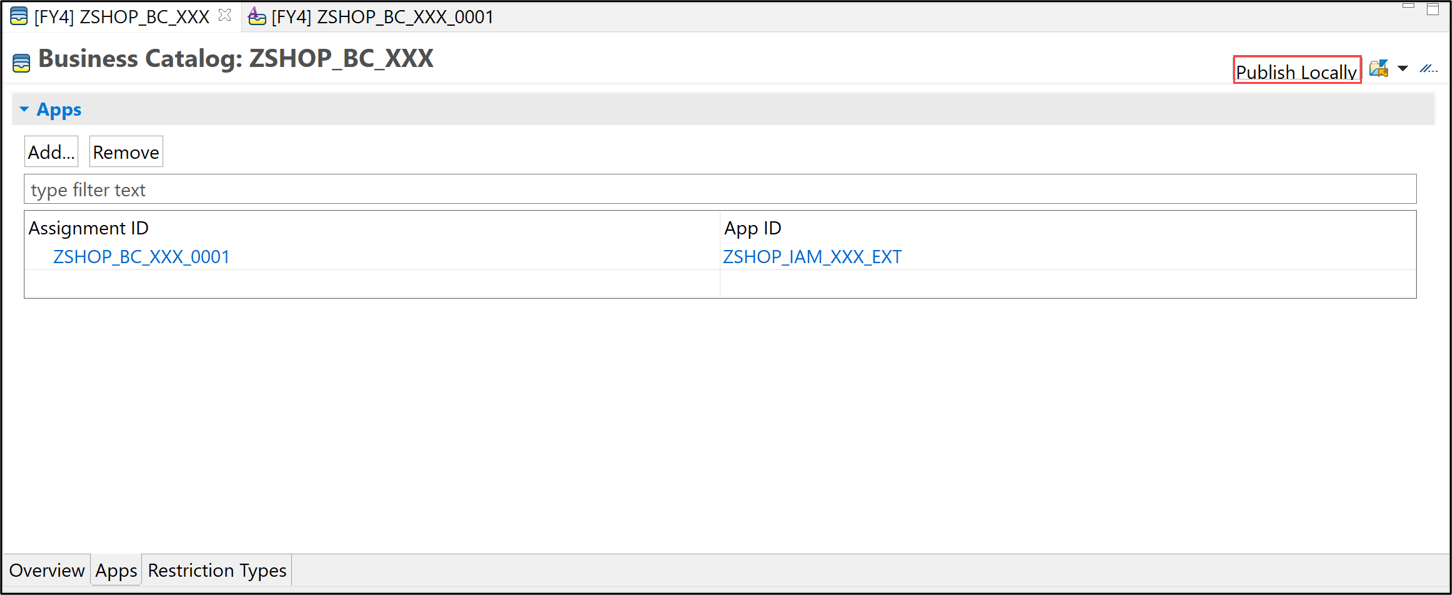 [FY4] ZSHOP_BC_XXX [FY4] ZSHOP_BC_XXX_0001
Business Catalog: ZSHOP_BC_XXX
Publish Locally
Apps
Add... Remove
type filter text
Assignment ID App ID
ZSHOP_BC_XXX_0001 ZSHOP_IAM_XXX_EXT
Overview Apps Restriction Types